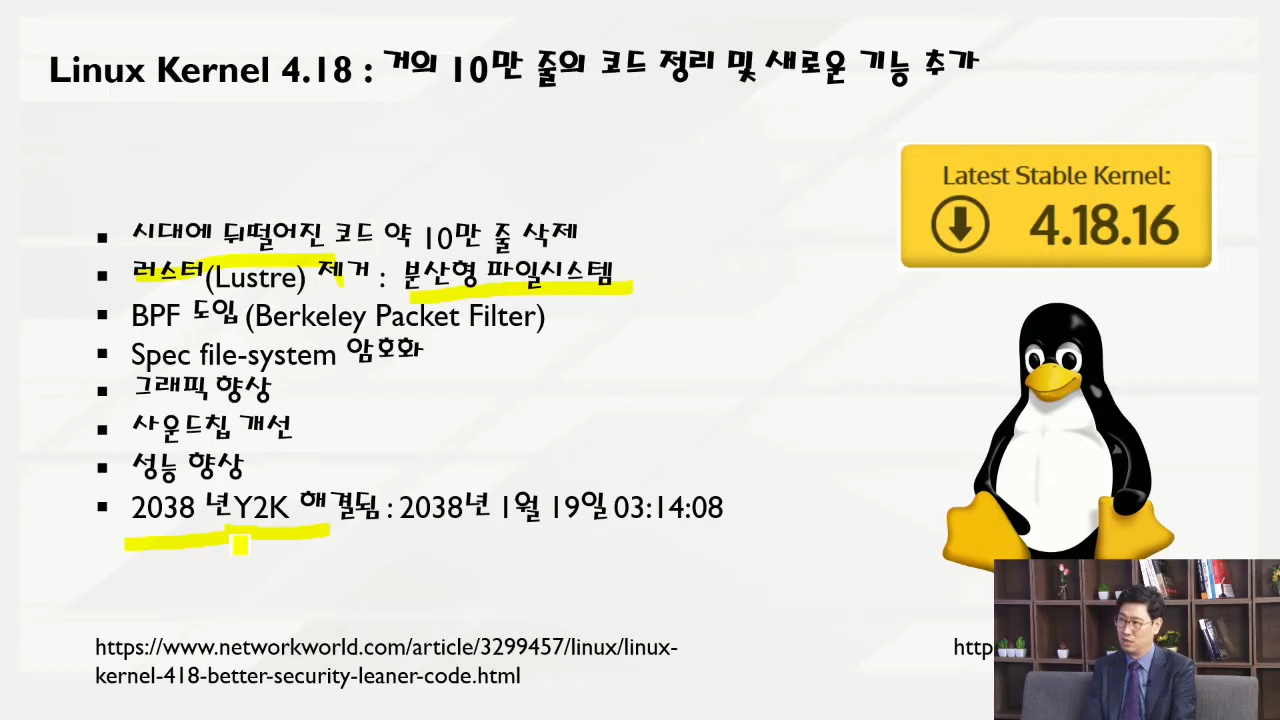 Linux Kernel 4.18 : 거의 10만 줄의 코드 정리 및 새로운 기능 추가
Latest Stable Kernel:
4.18.16
▪ 시대에 뒤떨어진 코드 약 10만 줄 삭제
▪ 러스터(Lustre) 제거 : 분산형 파일시스템
▪ BPF 도입 (Berkeley Packet Filter)
▪ Spec file-system 암호화
▪ 그래픽 향상
▪ 사운드칩 개선
▪ 성능 향상
▪ 2038 년Y2K 해결됨 : 2038년 1월 19일 03:14:08
https://www.networkworld.com/article/3299457/linux/linux-
kernel-418-better-security-leaner-code.html
http